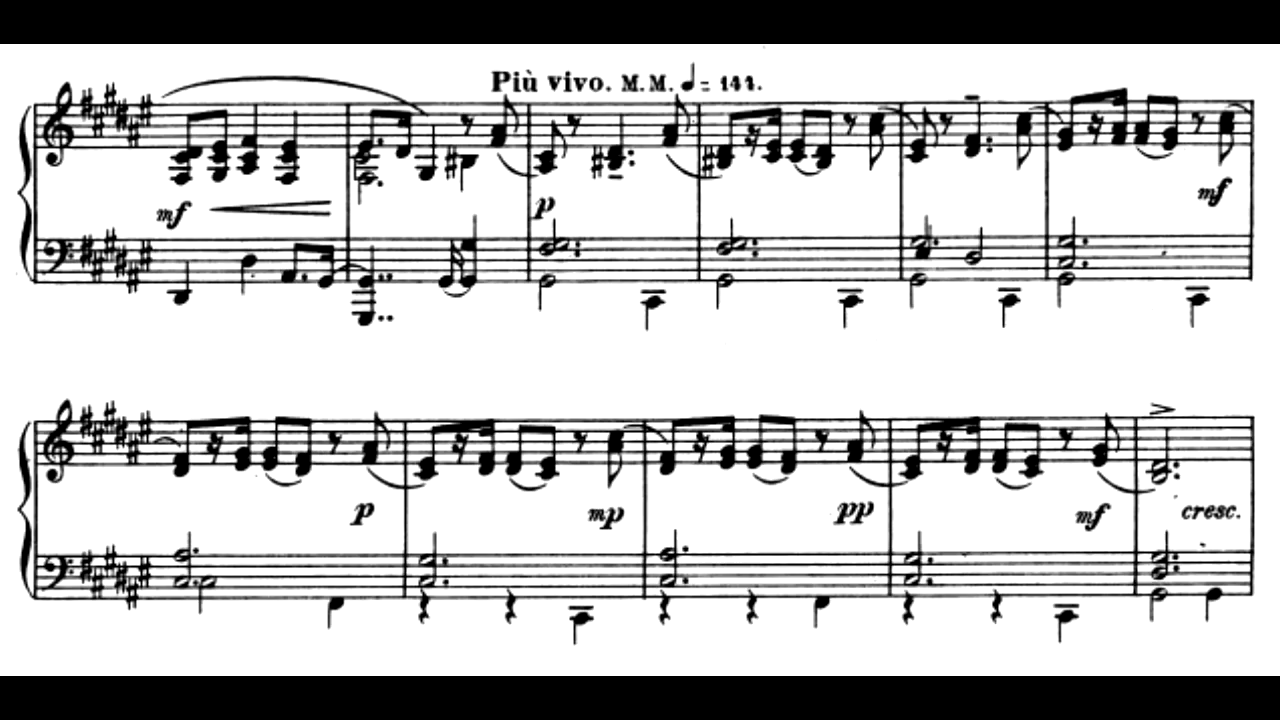 Più vivo. M. M. ♩ = 144.
mf
p
mf
p
mp
pp
mf
cresc.